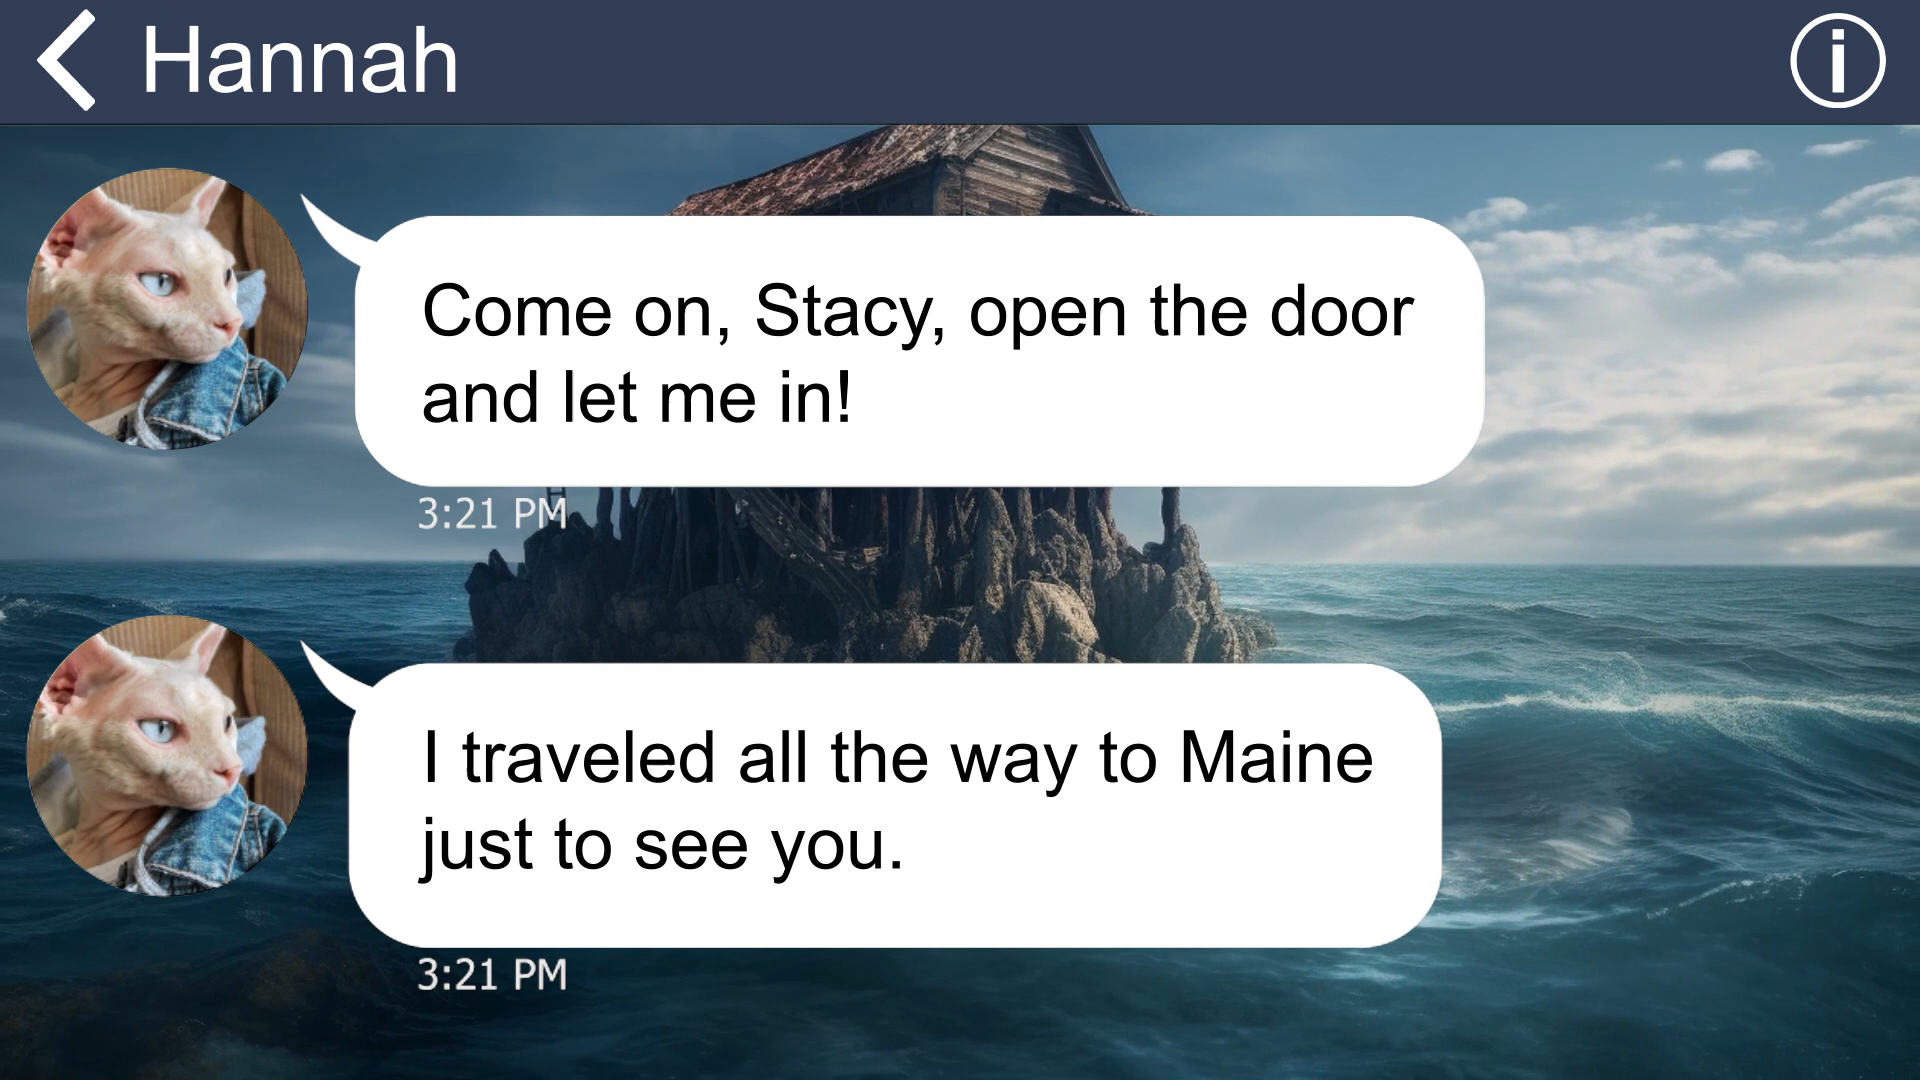 Hannah
Come on, Stacy, open the door
and let me in!
3:21 PM
I traveled all the way to Maine
just to see you.
3:21 PM